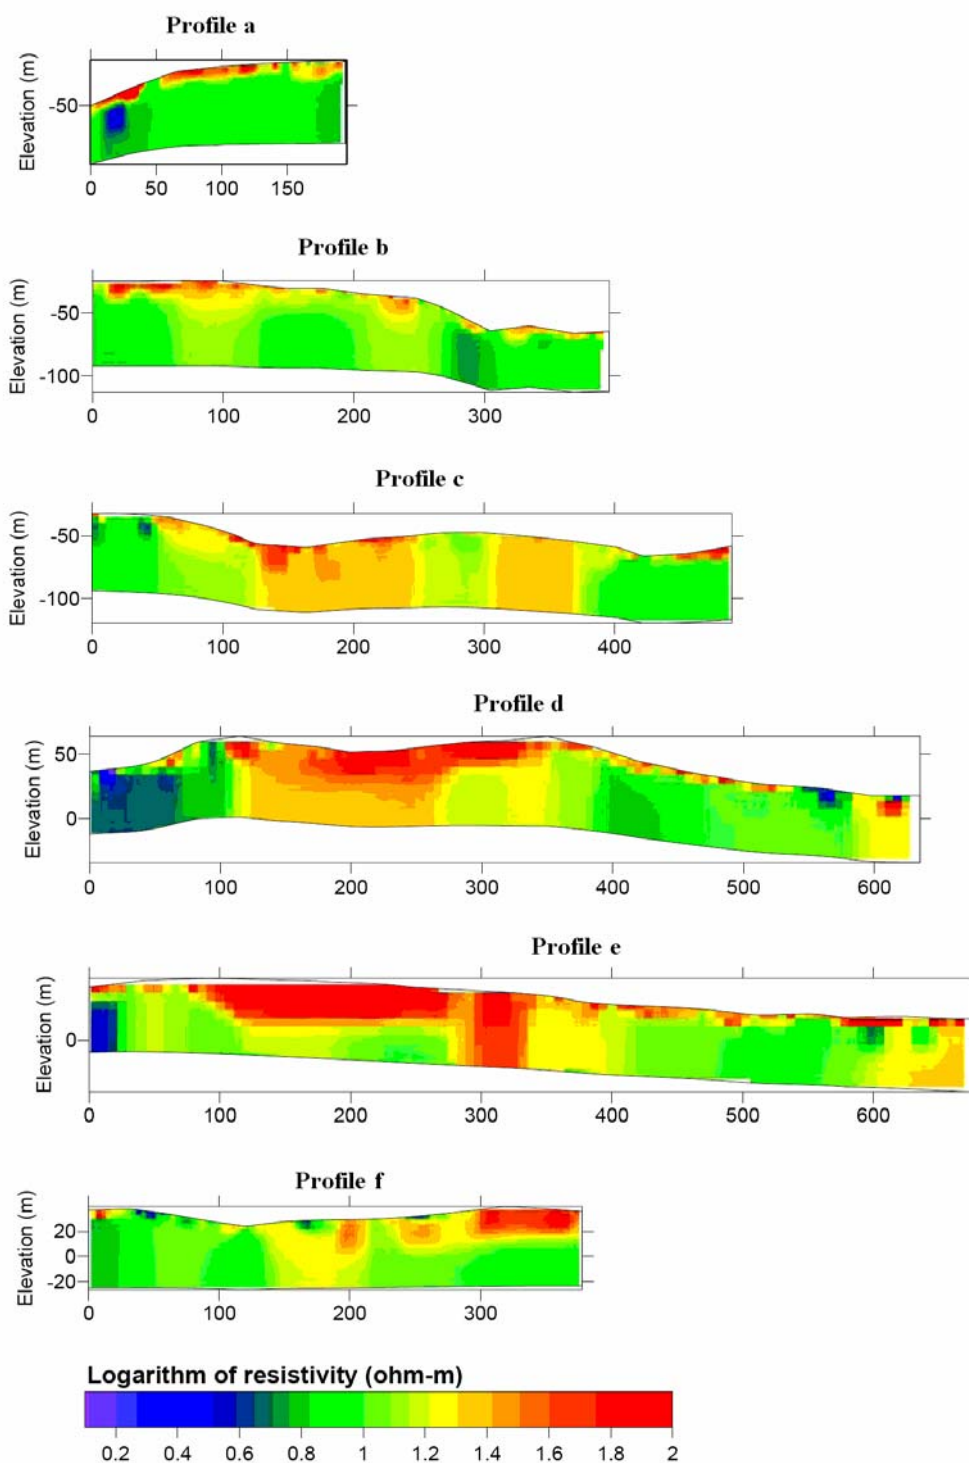 Profile a
Elevation (m)
-50
0 50 100 150
Profile b
Elevation (m)
-50
-100
0 100 200 300
Profile c
Elevation (m)
-50
-100
0 100 200 300 400
Profile d
Elevation (m)
50
0
0 100 200 300 400 500 600
Profile e
Elevation (m)
0
0 100 200 300 400 500 600
Profile f
Elevation (m)
20
0
-20
0 100 200 300
Logarithm of resistivity (ohm-m)
0.2 0.4 0.6 0.8 1 1.2 1.4 1.6 1.8 2